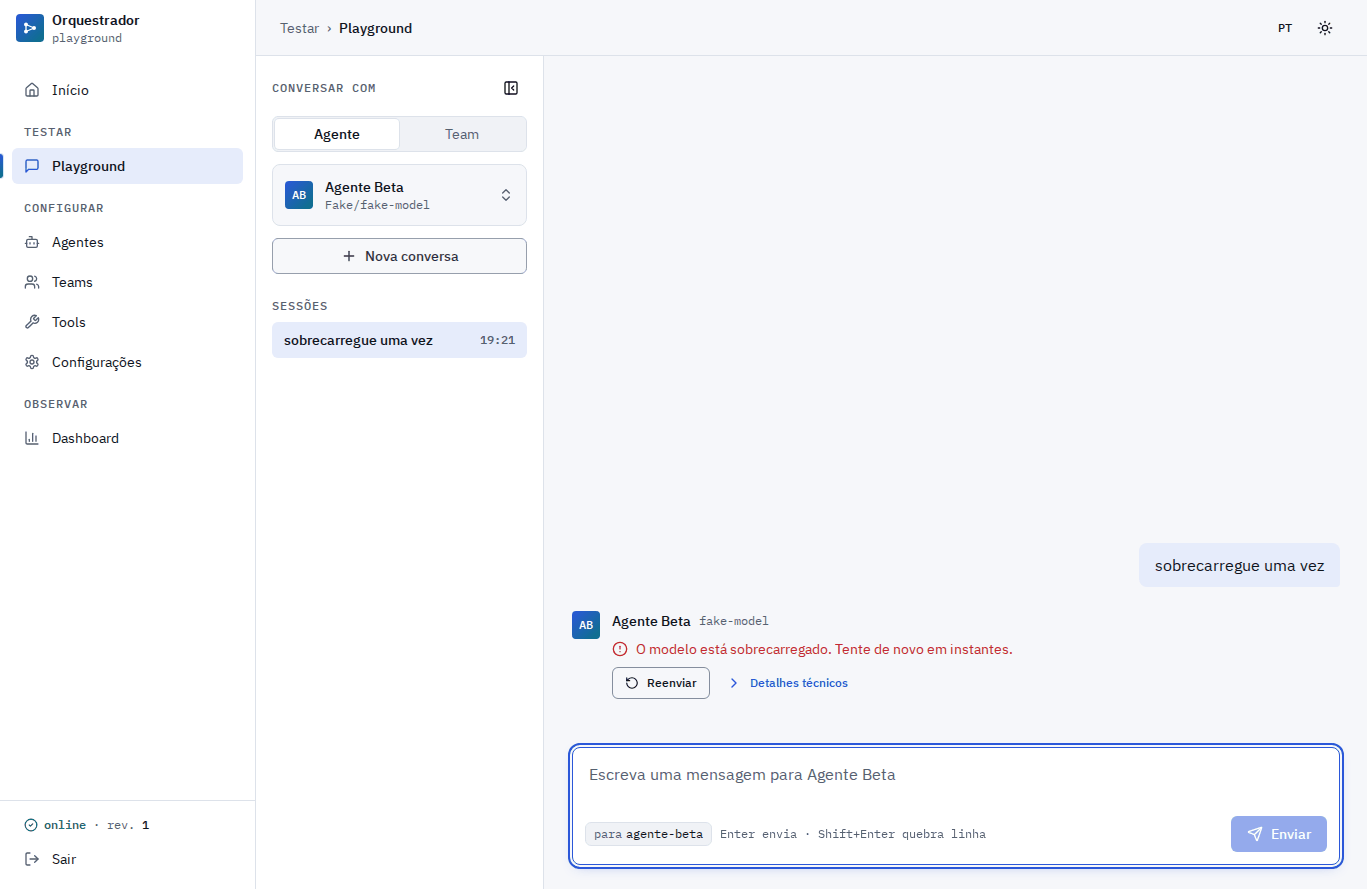 Orquestrador
playground
Início
TESTAR
Playground
CONFIGURAR
Agentes
Teams
Tools
Configurações
OBSERVAR
Dashboard
online · rev. 1
Sair
Testar › Playground
PT
CONVERSAR COM
Agente
Team
AB
Agente Beta
Fake/fake-model
Nova conversa
SESSÕES
sobrecarregue uma vez 19:21
sobrecarregue uma vez
AB
Agente Beta fake-model
O modelo está sobrecarregado. Tente de novo em instantes.
Reenviar
Detalhes técnicos
Escreva uma mensagem para Agente Beta
para agente-beta
Enter envia · Shift+Enter quebra linha
Enviar